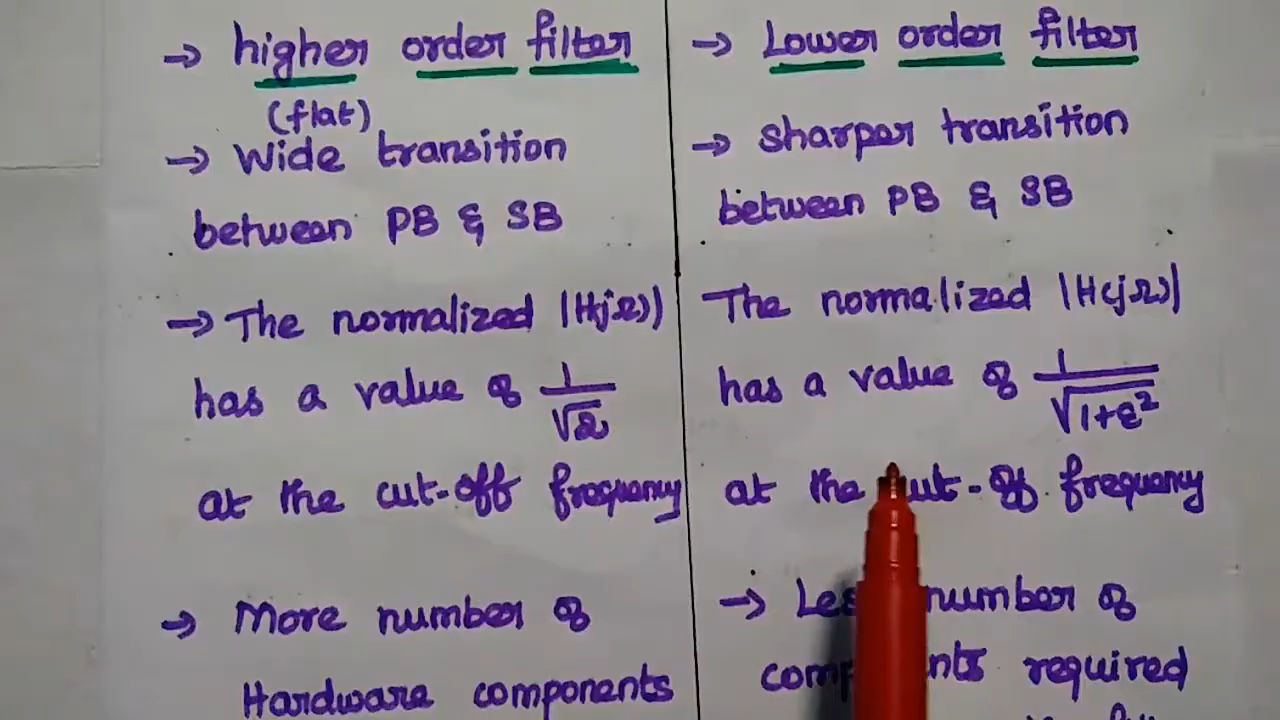 → higher order filter
(flat)
→ Wide transition
between PB & SB
→ The normalized |H(jΩ)|
has a value of 1/√2
at the cut-off frequency
→ More number of
Hardware components
→ Lower order filter
→ sharper transition
between PB & SB
The normalized |H(jΩ)|
has a value of 1/√1+ε²
at the cut-off frequency
→ number of
required